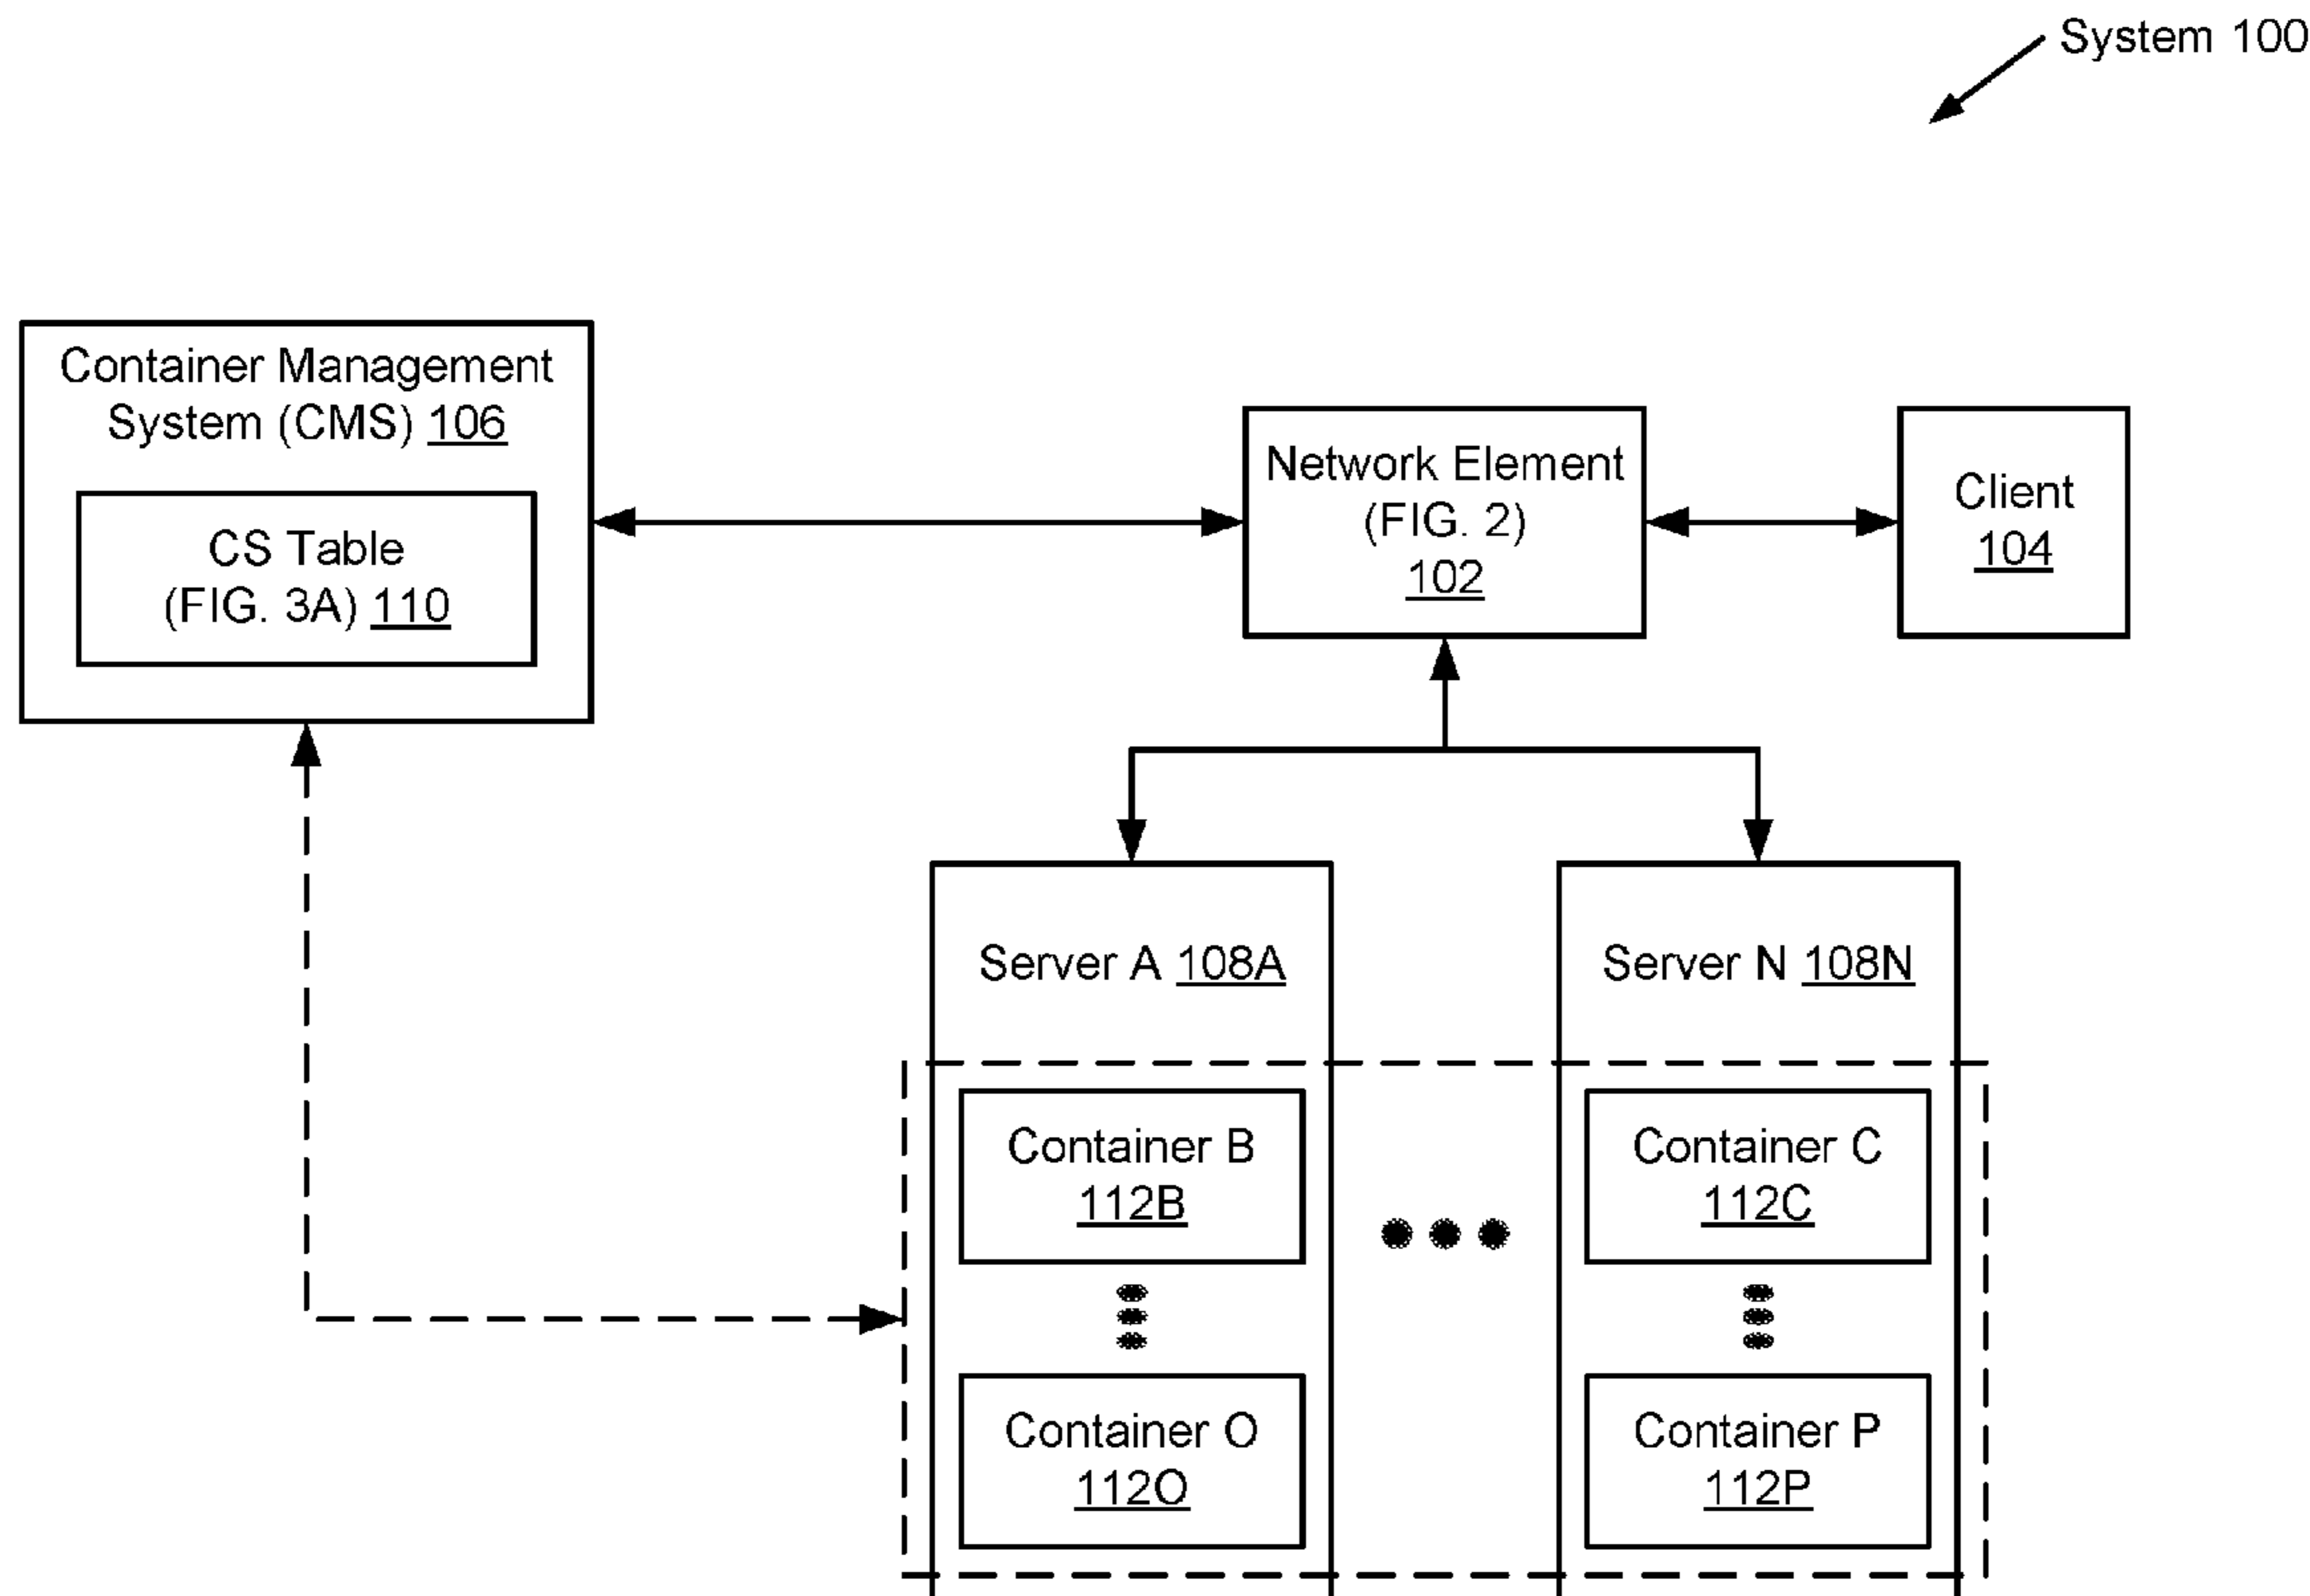 System 100
Container Management
System (CMS) 106
CS Table
(FIG. 3A) 110
Network Element
(FIG. 2)
102
Client
104
Server A 108A
Server N 108N
Container B
112B
Container C
112C
Container O
112O
Container P
112P